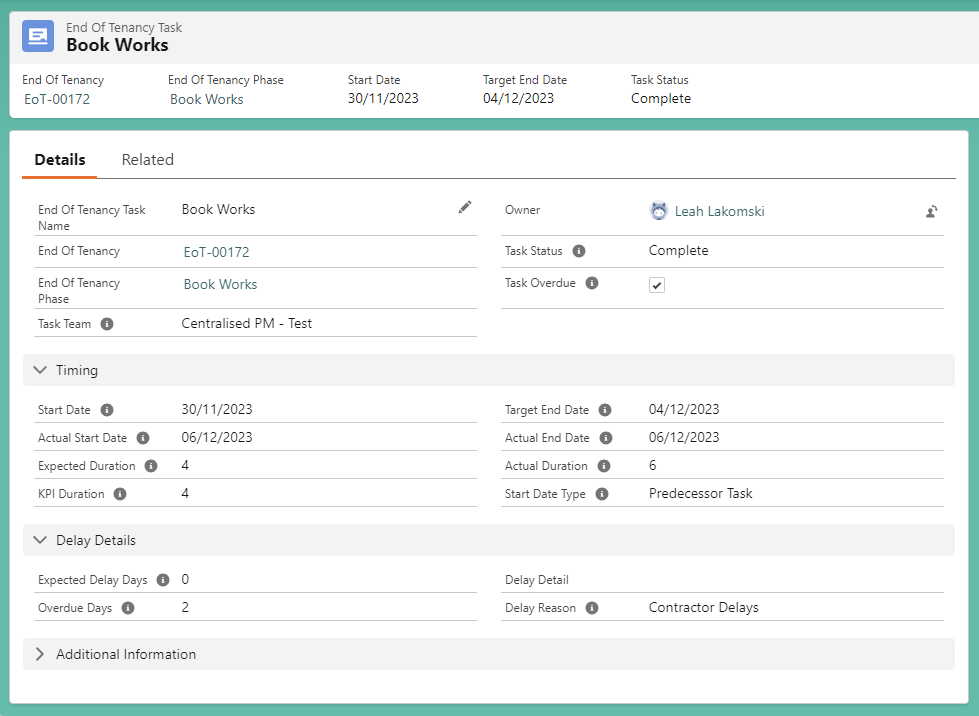 End Of Tenancy Task
Book Works
End Of Tenancy End Of Tenancy Phase Start Date Target End Date Task Status
EoT-00172 Book Works 30/11/2023 04/12/2023 Complete
Details Related
End Of Tenancy Task Name Book Works Owner Leah Lakomski
End Of Tenancy EoT-00172 Task Status Complete
End Of Tenancy Phase Book Works Task Overdue
Task Team Centralised PM - Test
Timing
Start Date 30/11/2023 Target End Date 04/12/2023
Actual Start Date 06/12/2023 Actual End Date 06/12/2023
Expected Duration 4 Actual Duration 6
KPI Duration 4 Start Date Type Predecessor Task
Delay Details
Expected Delay Days 0 Delay Detail
Overdue Days 2 Delay Reason Contractor Delays
Additional Information